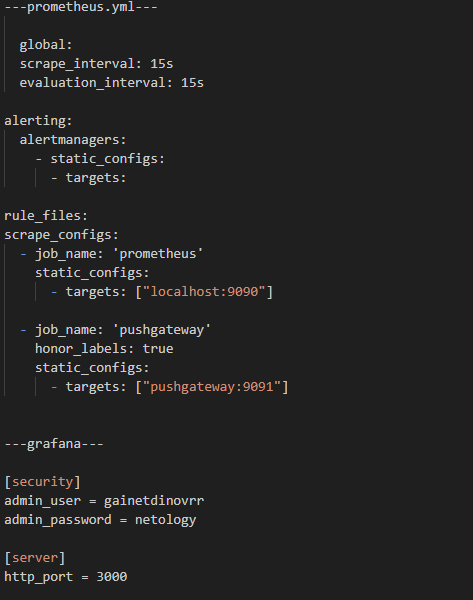 ---prometheus.yml---
global:
scrape_interval: 15s
evaluation_interval: 15s
alerting:
alertmanagers:
- static_configs:
- targets:
rule_files:
scrape_configs:
- job_name: 'prometheus'
static_configs:
- targets: ["localhost:9090"]
- job_name: 'pushgateway'
honor_labels: true
static_configs:
- targets: ["pushgateway:9091"]
---grafana---
[security]
admin_user = gainetdinovrr
admin_password = netology
[server]
http_port = 3000